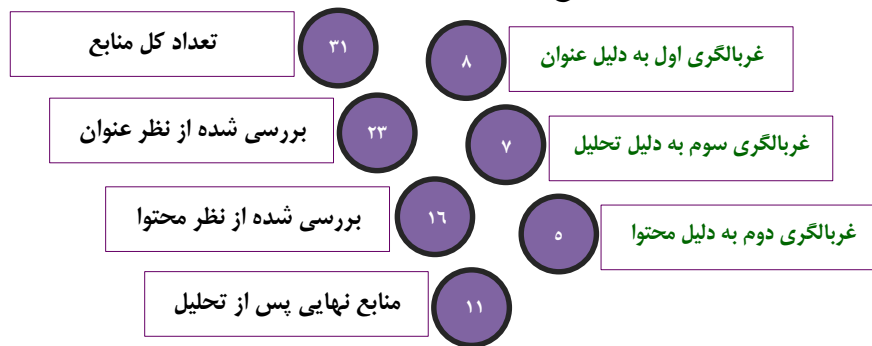 تعداد کل منابع
۳۱
۸
غربالگری اول به دلیل عنوان
بررسی شده از نظر عنوان
۲۳
۷
غربالگری سوم به دلیل تحلیل
بررسی شده از نظر محتوا
۱۶
۵
غربالگری دوم به دلیل محتوا
منابع نهایی پس از تحلیل
۱۱